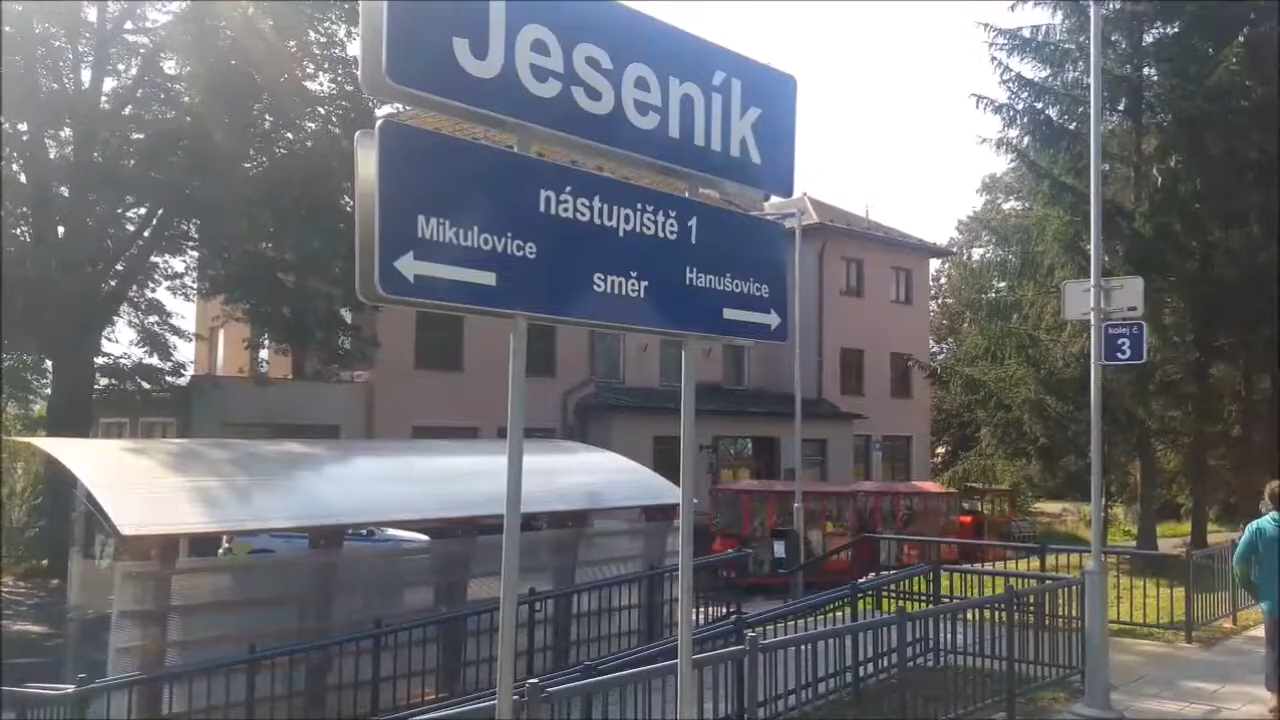 Jeseník
nástupiště 1
Mikulovice
směr
Hanušovice
kolej č.
3